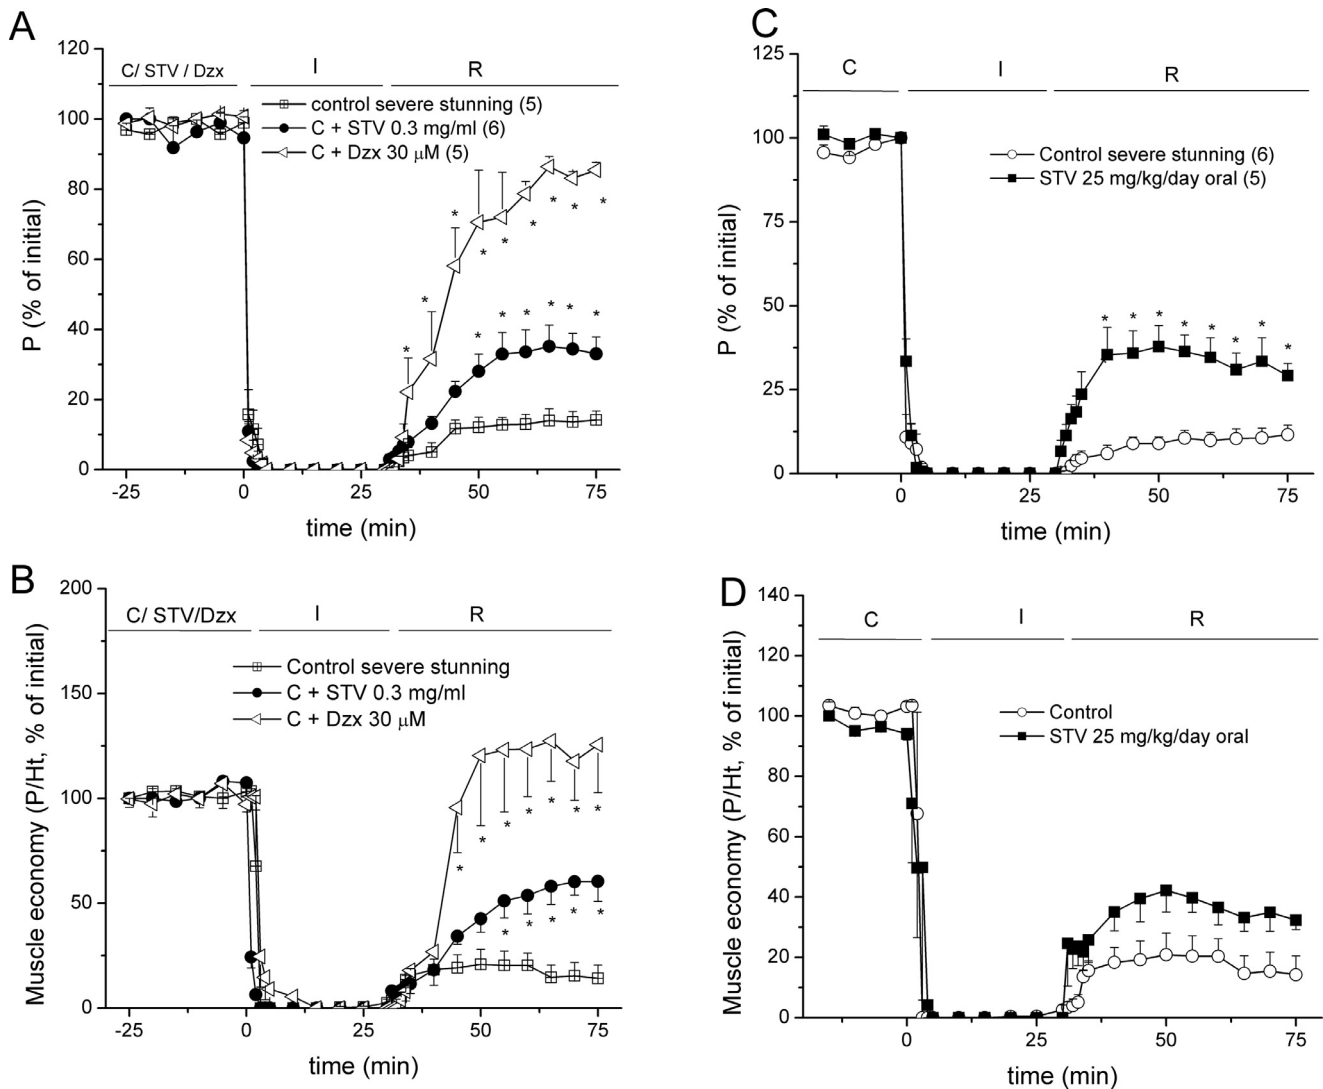 A
C/ STV / Dzx
I
R
control severe stunning (5)
C + STV 0.3 mg/ml (6)
C + Dzx 30 μM (5)
P (% of initial)
120
100
80
60
40
20
0
* * * * * * * * *
* * * * * *
-25 0 25 50 75
time (min)
B
C/ STV/Dzx
I
R
Control severe stunning
C + STV 0.3 mg/ml
C + Dzx 30 μM
Muscle economy (P/Ht, % of initial)
200
150
100
50
0
* * * * * * *
* * * * *
-25 0 25 50 75
time (min)
C
C
I
R
Control severe stunning (6)
STV 25 mg/kg/day oral (5)
P (% of initial)
125
100
75
50
25
0
* * * * * * * *
0 25 50 75
time (min)
D
C
I
R
Control
STV 25 mg/kg/day oral
Muscle economy (P/Ht, % of initial)
140
120
100
80
60
40
20
0
0 25 50 75
time (min)